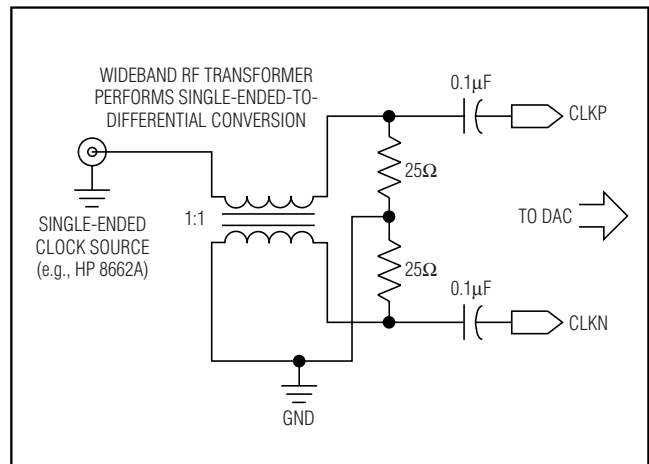 WIDEBAND RF TRANSFORMER
PERFORMS SINGLE-ENDED-TO-
DIFFERENTIAL CONVERSION
0.1µF
CLKP
25Ω
SINGLE-ENDED
CLOCK SOURCE
(e.g., HP 8662A)
1:1
TO DAC
25Ω
0.1µF
CLKN
GND